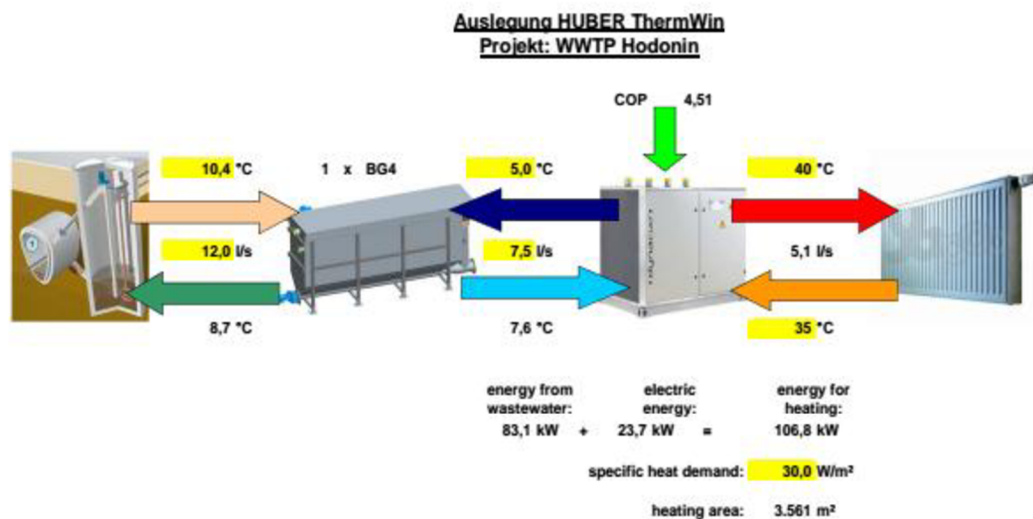 Auslegung HUBER ThermWin
Projekt: WWTP Hodonin
COP 4,51
10,4 °C 1 x BG4 5,0 °C 40 °C
12,0 l/s 7,5 l/s 5,1 l/s
8,7 °C 7,6 °C 35 °C
energy from electric energy for
wastewater: energy: heating:
83,1 kW + 23,7 kW = 106,8 kW
specific heat demand: 30,0 W/m²
heating area: 3.561 m²